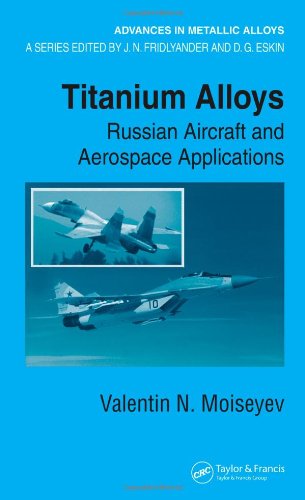 ADVANCES IN METALLIC ALLOYS
A SERIES EDITED BY J. N. FRIDLYANDER AND D. G. ESKIN
Titanium Alloys
Russian Aircraft and
Aerospace Applications
10
Valentin N. Moiseyev
CRC
Taylor & Francis
Taylor & Francis Group